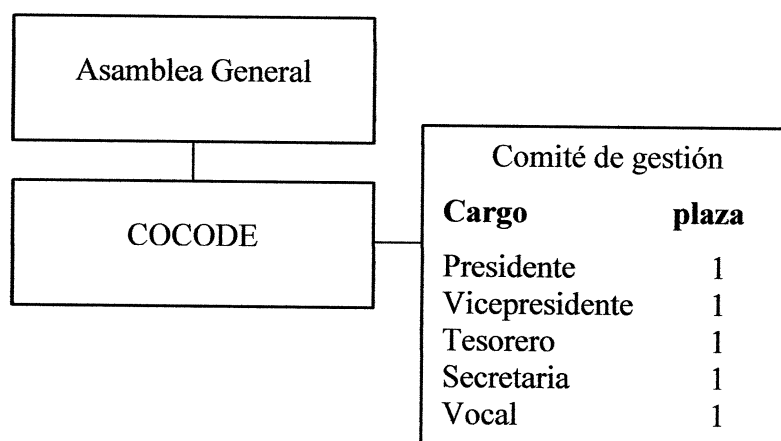 Asamblea General
COCODE
Comité de gestión
Cargo plaza
Presidente 1
Vicepresidente 1
Tesorero 1
Secretaria 1
Vocal 1